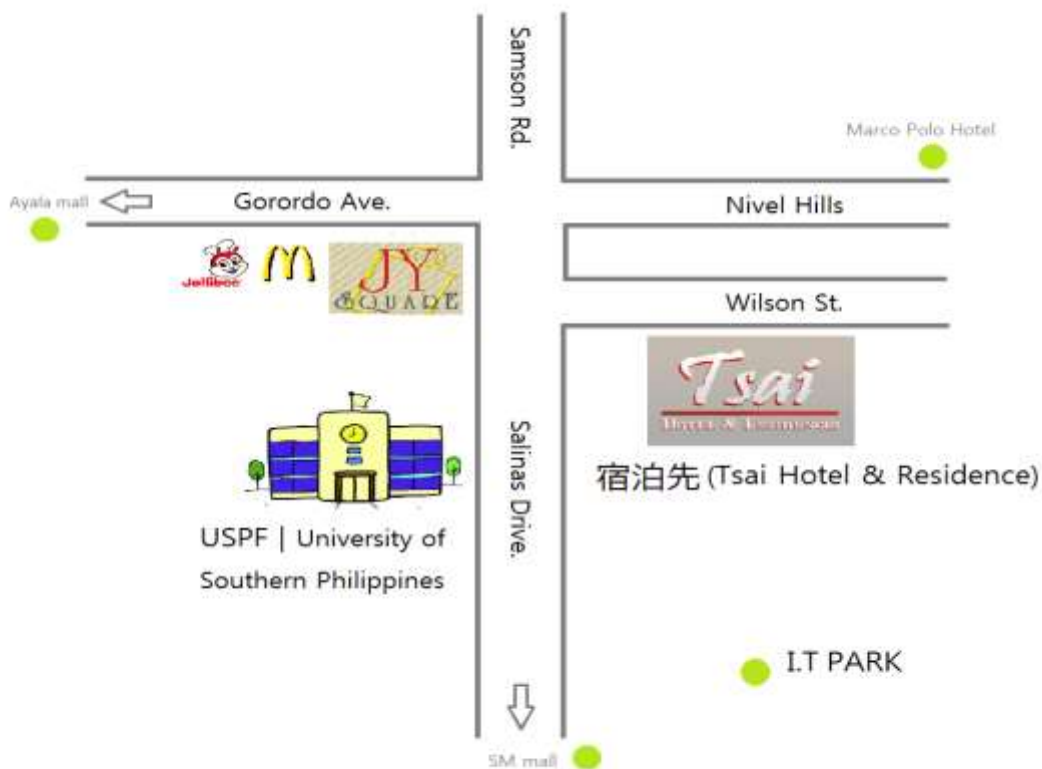 Samson Rd.
Marco Polo Hotel
Ayala mall
Gorordo Ave.
Nivel Hills
Jollibee
JY
SQUARE
Wilson St.
Tsai
HOTEL &
宿泊先 (Tsai Hotel & Residence)
Salinas Drive.
USPF | University of
Southern Philippines
I.T PARK
SM mall